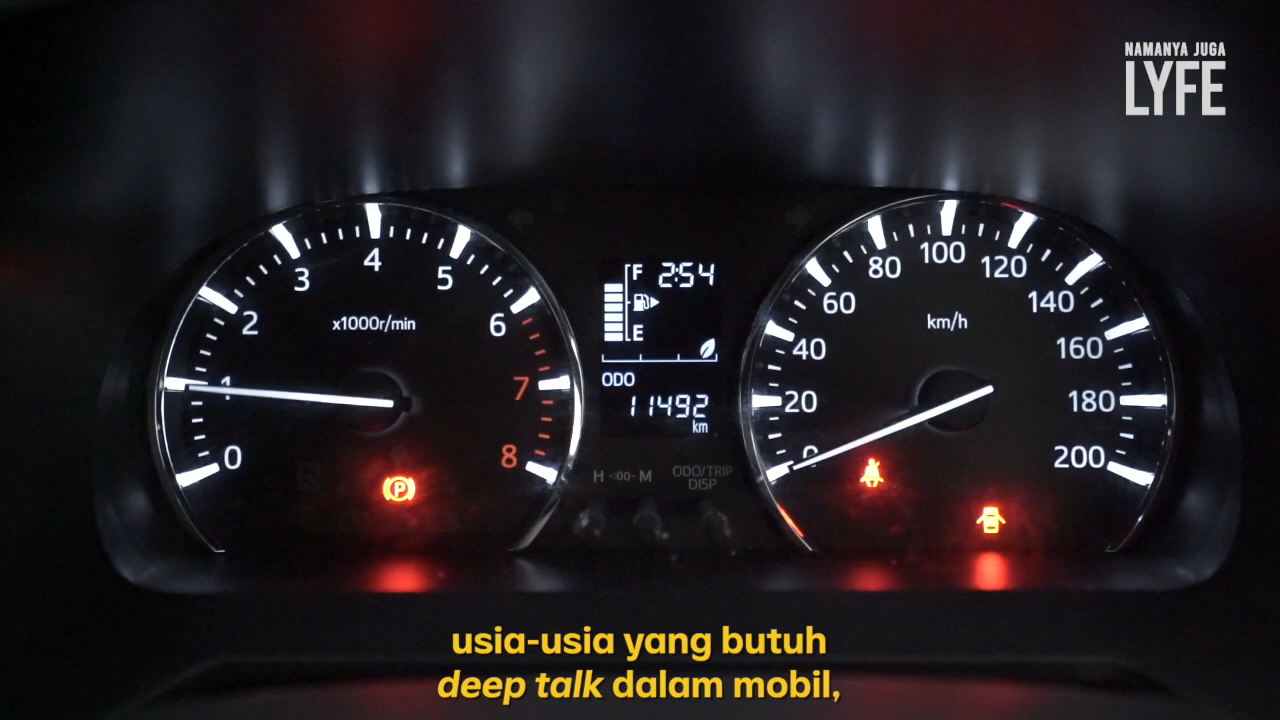 NAMANYA JUGA
LYFE
0
1
2
3
4
5
6
7
8
x1000r/min
P
F
2:54
E
ODO
11492
km
H -:00- M
ODO/TRIP
DISP
0
20
40
60
80
100
120
140
160
180
200
km/h
usia-usia yang butuh
deep talk dalam mobil,